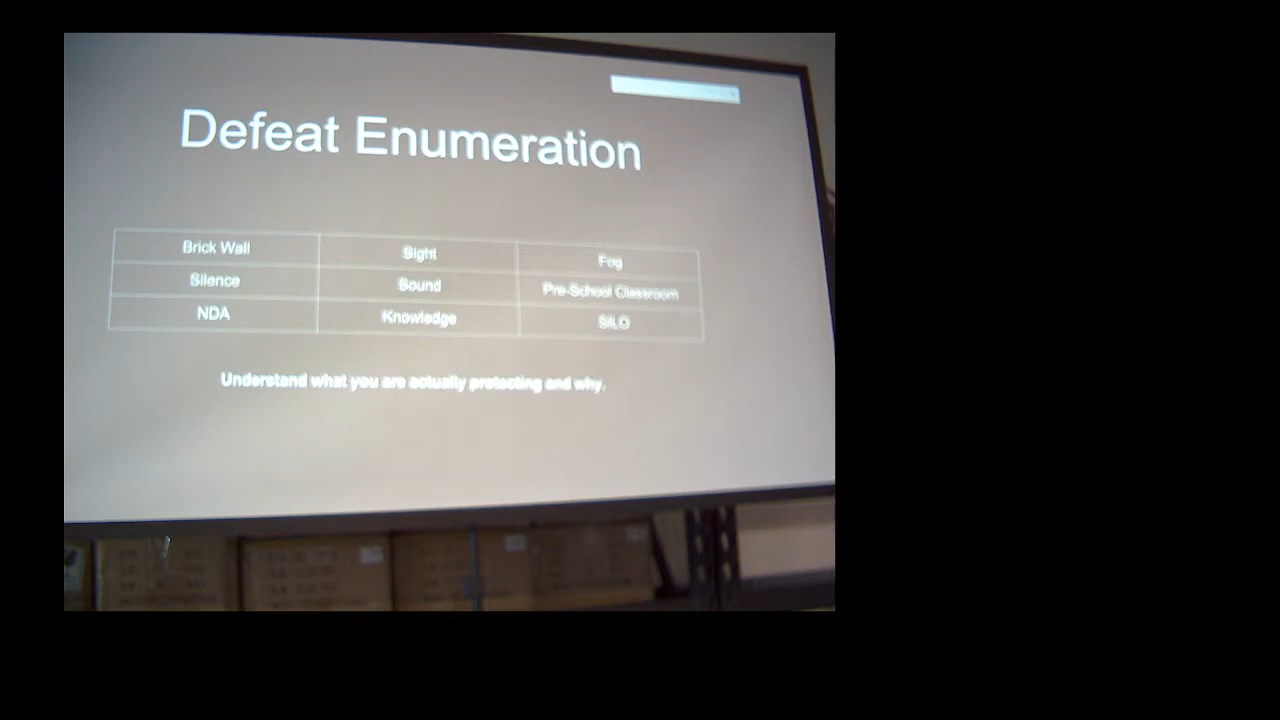 Defeat Enumeration
Brick Wall Sight Fog
Silence Sound Pre-School Classroom
NDA Knowledge SILO
Understand what you are actually protecting and why.